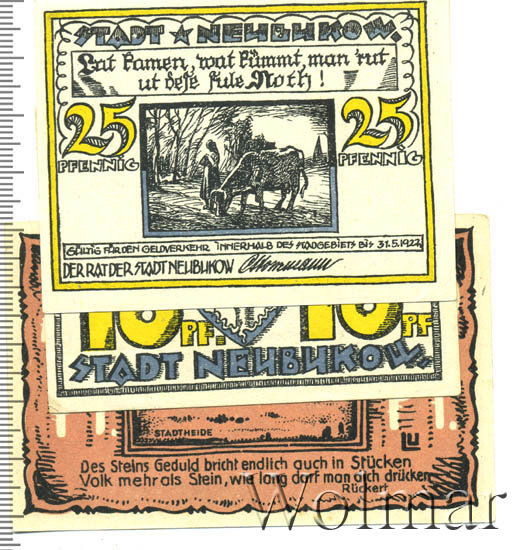 STADT ★ NEUBUKOW.
Lat kamen, wat kümmt, man 'rut
ut dese fule Noth!
25 25
PFENNIG PFENNIG
GÜLTIG FÜR DEN GELDVERKEHR INNERHALB DES STADGEBIETS BIS 31.5.1922
DER RAT DER STADT NEUBUKOW
10 PF. 10 PF
STADT NEUBUKOW.
STADTHEIDE
LU
Des Steins Geduld bricht endlich auch in Stücken
Volk mehr als Stein, wie lang darf man dich drücken
Rückert
Wolmar